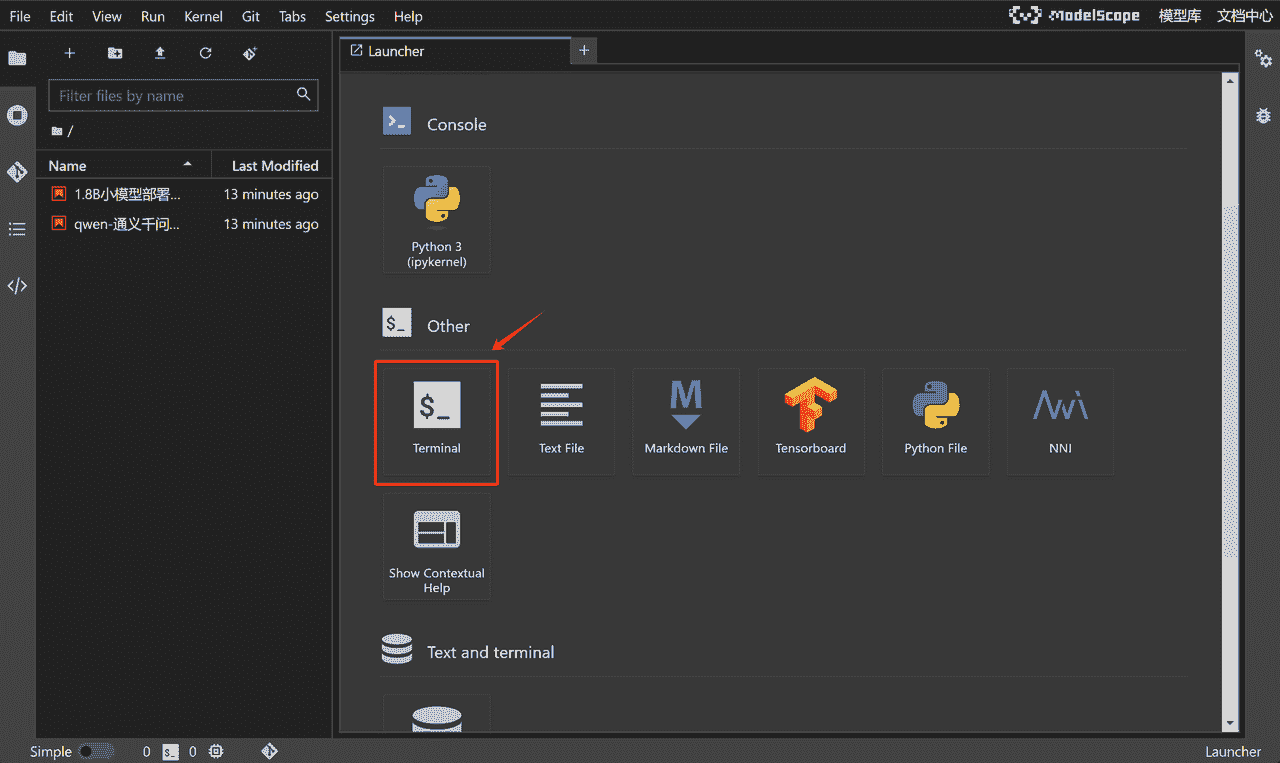 File Edit View Run Kernel Git Tabs Settings Help
ModelScope 模型库 文档中心
Launcher
Filter files by name
/
Name Last Modified
1.8B小模型部署... 13 minutes ago
qwen-通义千问... 13 minutes ago
Console
Python 3
(ipykernel)
$_ Other
$_
Terminal
Text File
M
Markdown File
Tensorboard
Python File
NNI
Show Contextual
Help
Text and terminal
Simple 0 $_ 0 Launcher